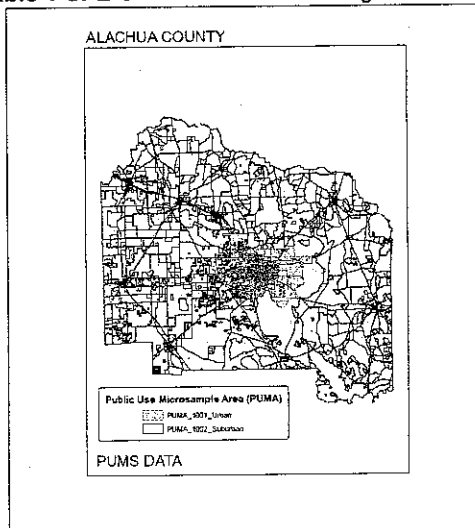 ALACHUA COUNTY
Public Use Microsample Area (PUMA)
PUMA_1001_Urban
PUMA_1002_Suburban
PUMS DATA